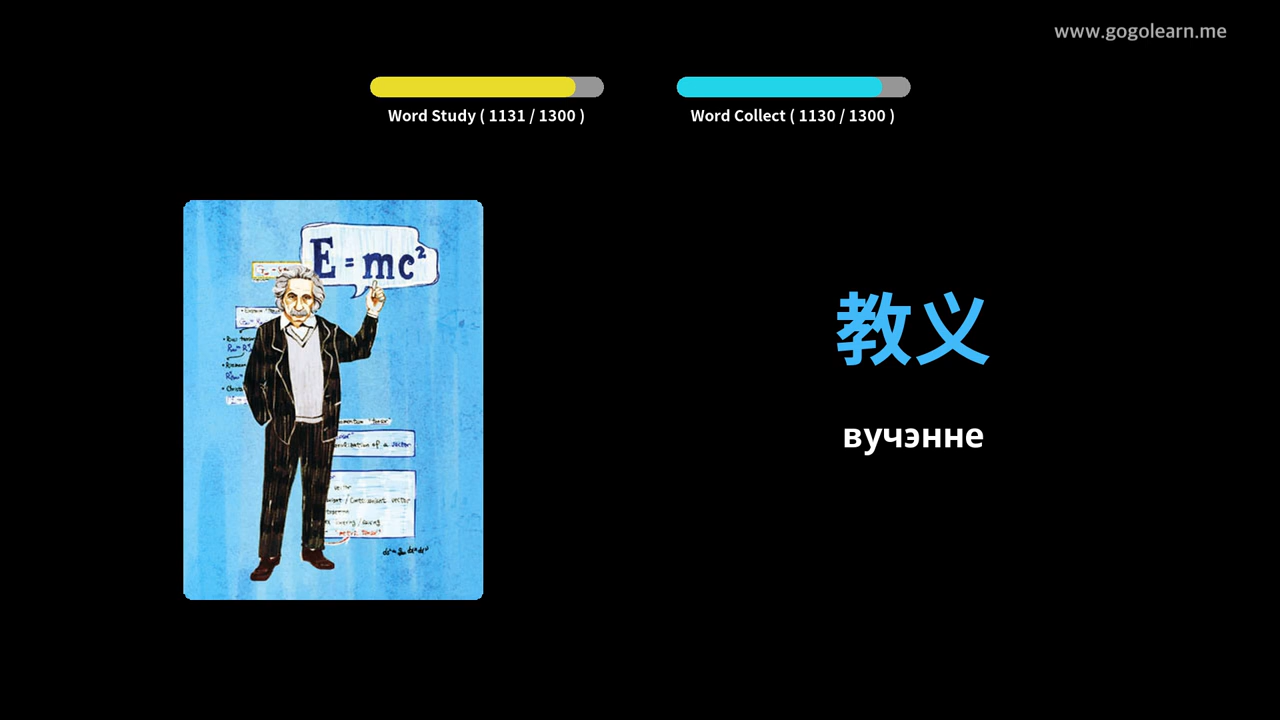 www.gogolearn.me
Word Study ( 1131 / 1300 )
Word Collect ( 1130 / 1300 )
E = mc²
教义
вучэнне